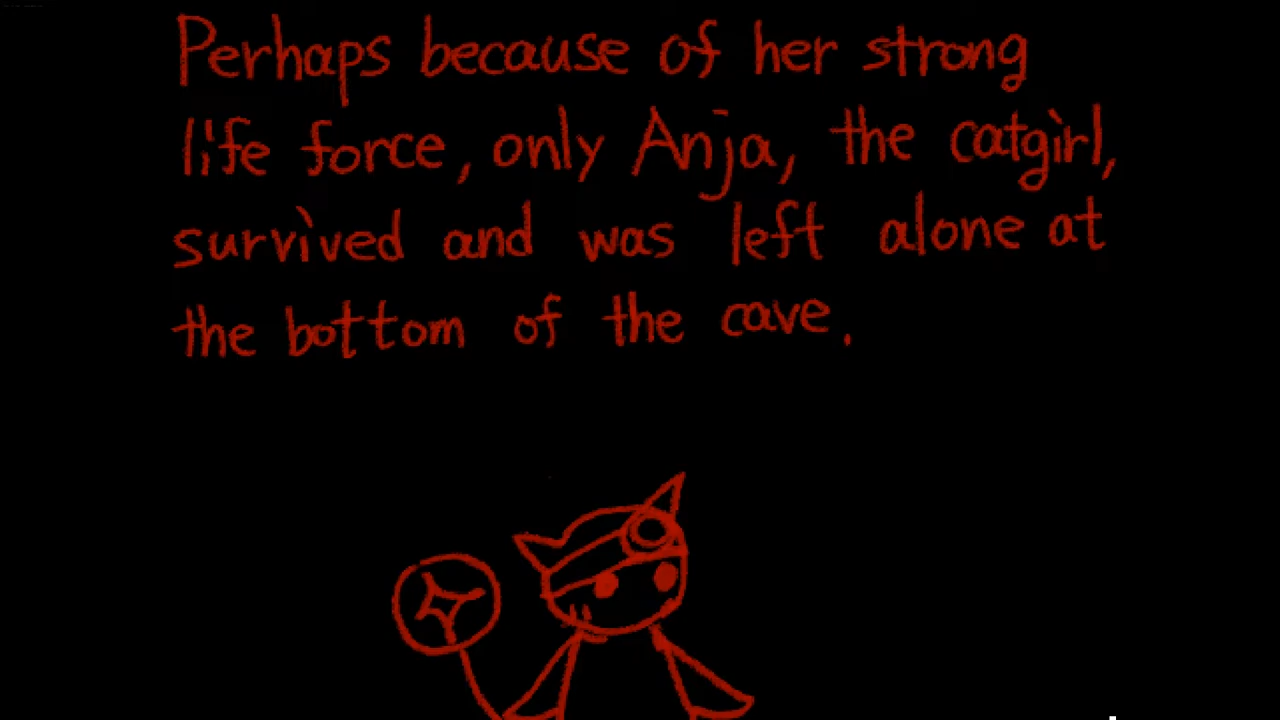 Perhaps because of her strong
life force, only Anja, the catgirl,
survived and was left alone at
the bottom of the cave.